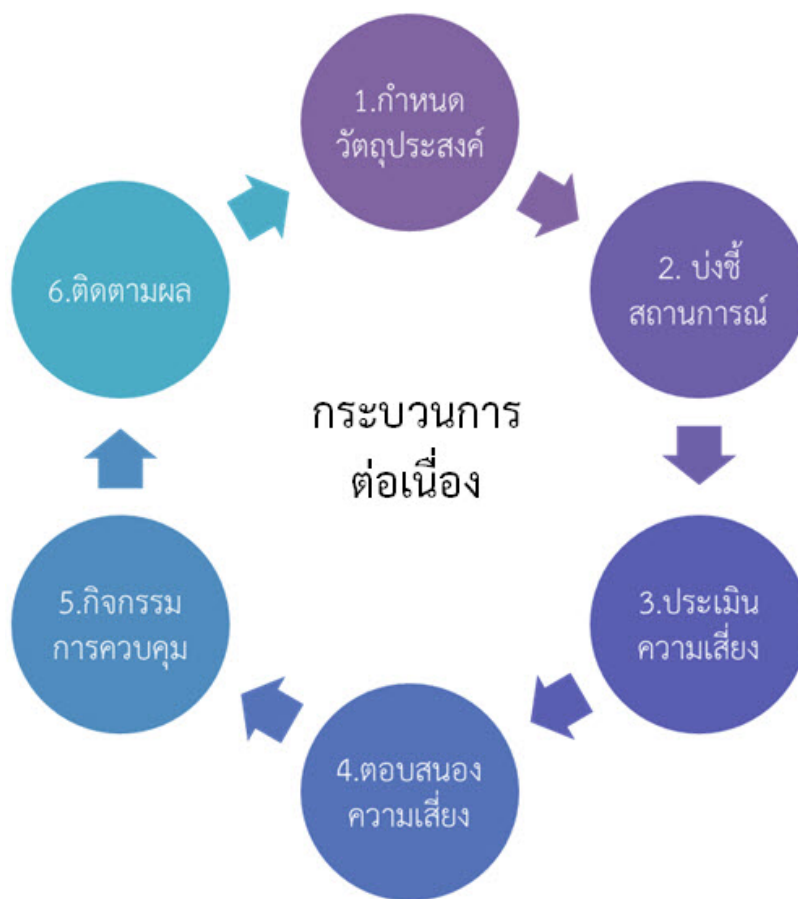 1.กำหนด
วัตถุประสงค์
2. บ่งชี้
สถานการณ์
3.ประเมิน
ความเสี่ยง
4.ตอบสนอง
ความเสี่ยง
5.กิจกรรม
การควบคุม
6.ติดตามผล
กระบวนการ
ต่อเนื่อง